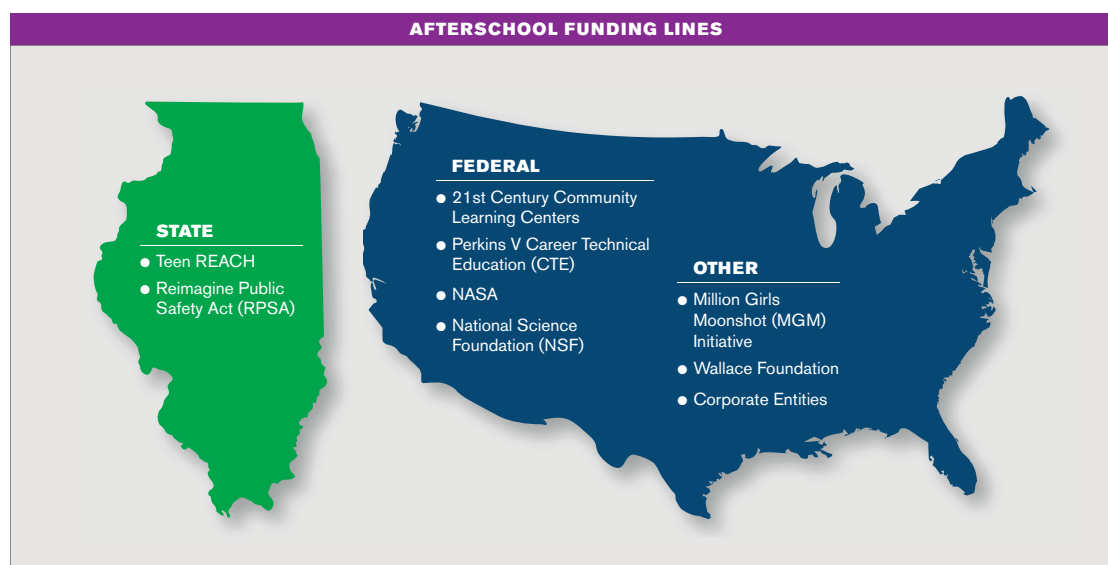 AFTERSCHOOL FUNDING LINES
STATE
● Teen REACH
● Reimagine Public
Safety Act (RPSA)
FEDERAL
● 21st Century Community
Learning Centers
● Perkins V Career Technical
Education (CTE)
● NASA
● National Science
Foundation (NSF)
OTHER
● Million Girls
Moonshot (MGM)
Initiative
● Wallace Foundation
● Corporate Entities